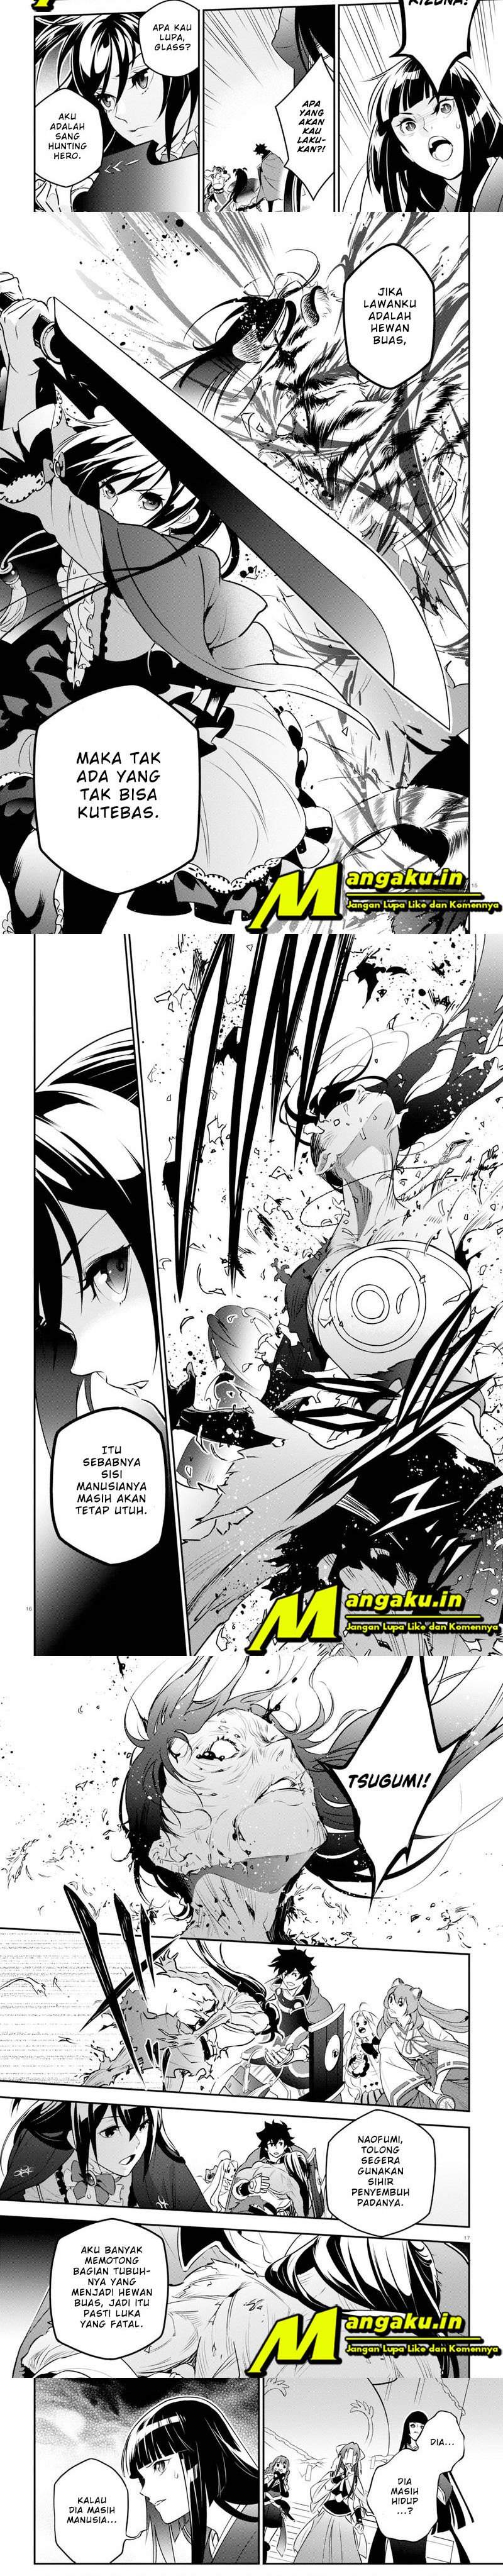 KIZUNA!
APA
YANG
AKAN
KAU
LAKU-
KAN?!
APA KAU
LUPA,
GLASS?
AKU
ADALAH
SANG
HUNTING
HERO.
JIKA
LAWANKU
ADALAH
HEWAN
BUAS,
MAKA TAK
ADA YANG
TAK BISA
KUTEBAS.
Mangaku.in
Jangan Lupa Like dan Komennya
ITU
SEBABNYA
SISI
MANUSIANYA
MASIH AKAN
TETAP UTUH.
16
Mangaku.in
Jangan Lupa Like dan Komennya
TSUGUMI!
NAOFUMI,
TOLONG
SEGERA
GUNAKAN
SIHIR
PENYEMBUH
PADANYA.
17
AKU BANYAK
MEMOTONG
BAGIAN TUBUH-
NYA YANG
MENJADI HEWAN
BUAS, JADI ITU
PASTI LUKA
YANG FATAL.
Mangaku.in
Jangan Lupa Like dan Komennya
DIA...
DIA
MASIH
HIDUP
...?
KALAU
DIA MASIH
MANUSIA...